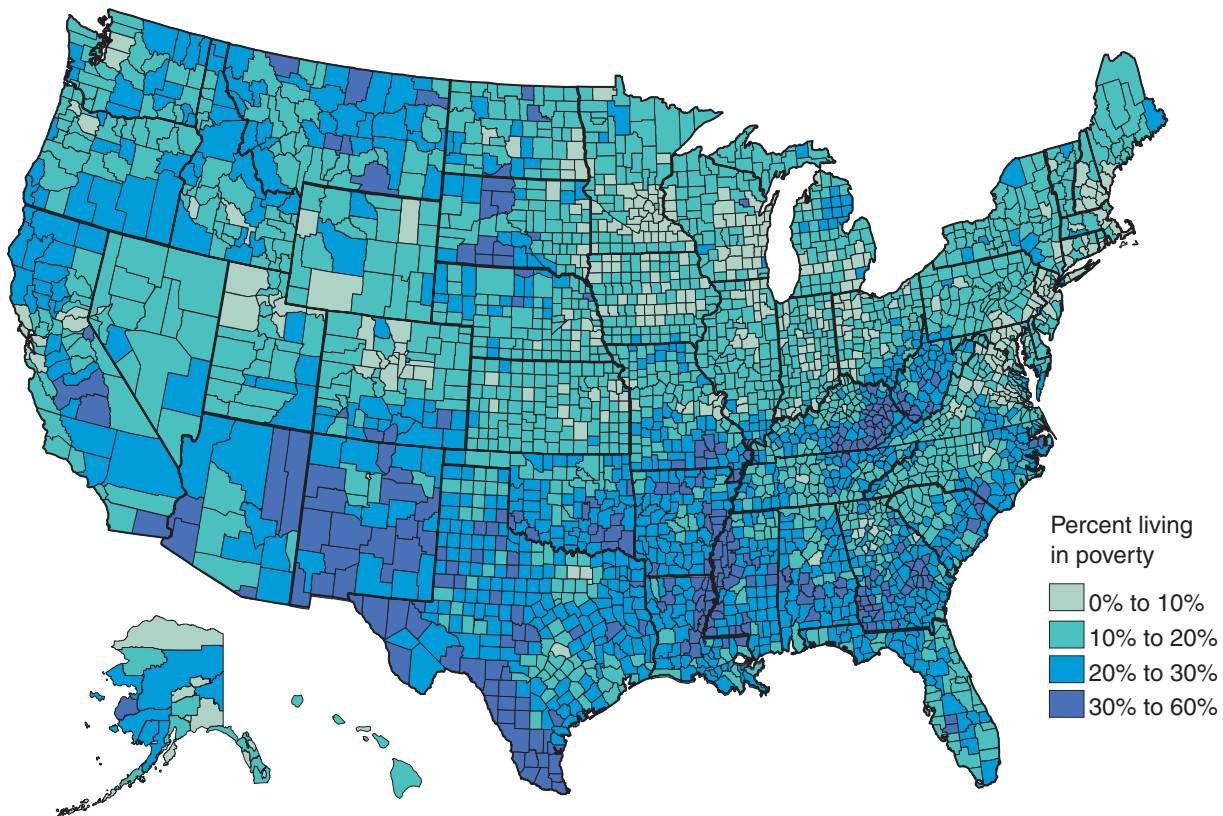 Percent living
in poverty
0% to 10%
10% to 20%
20% to 30%
30% to 60%